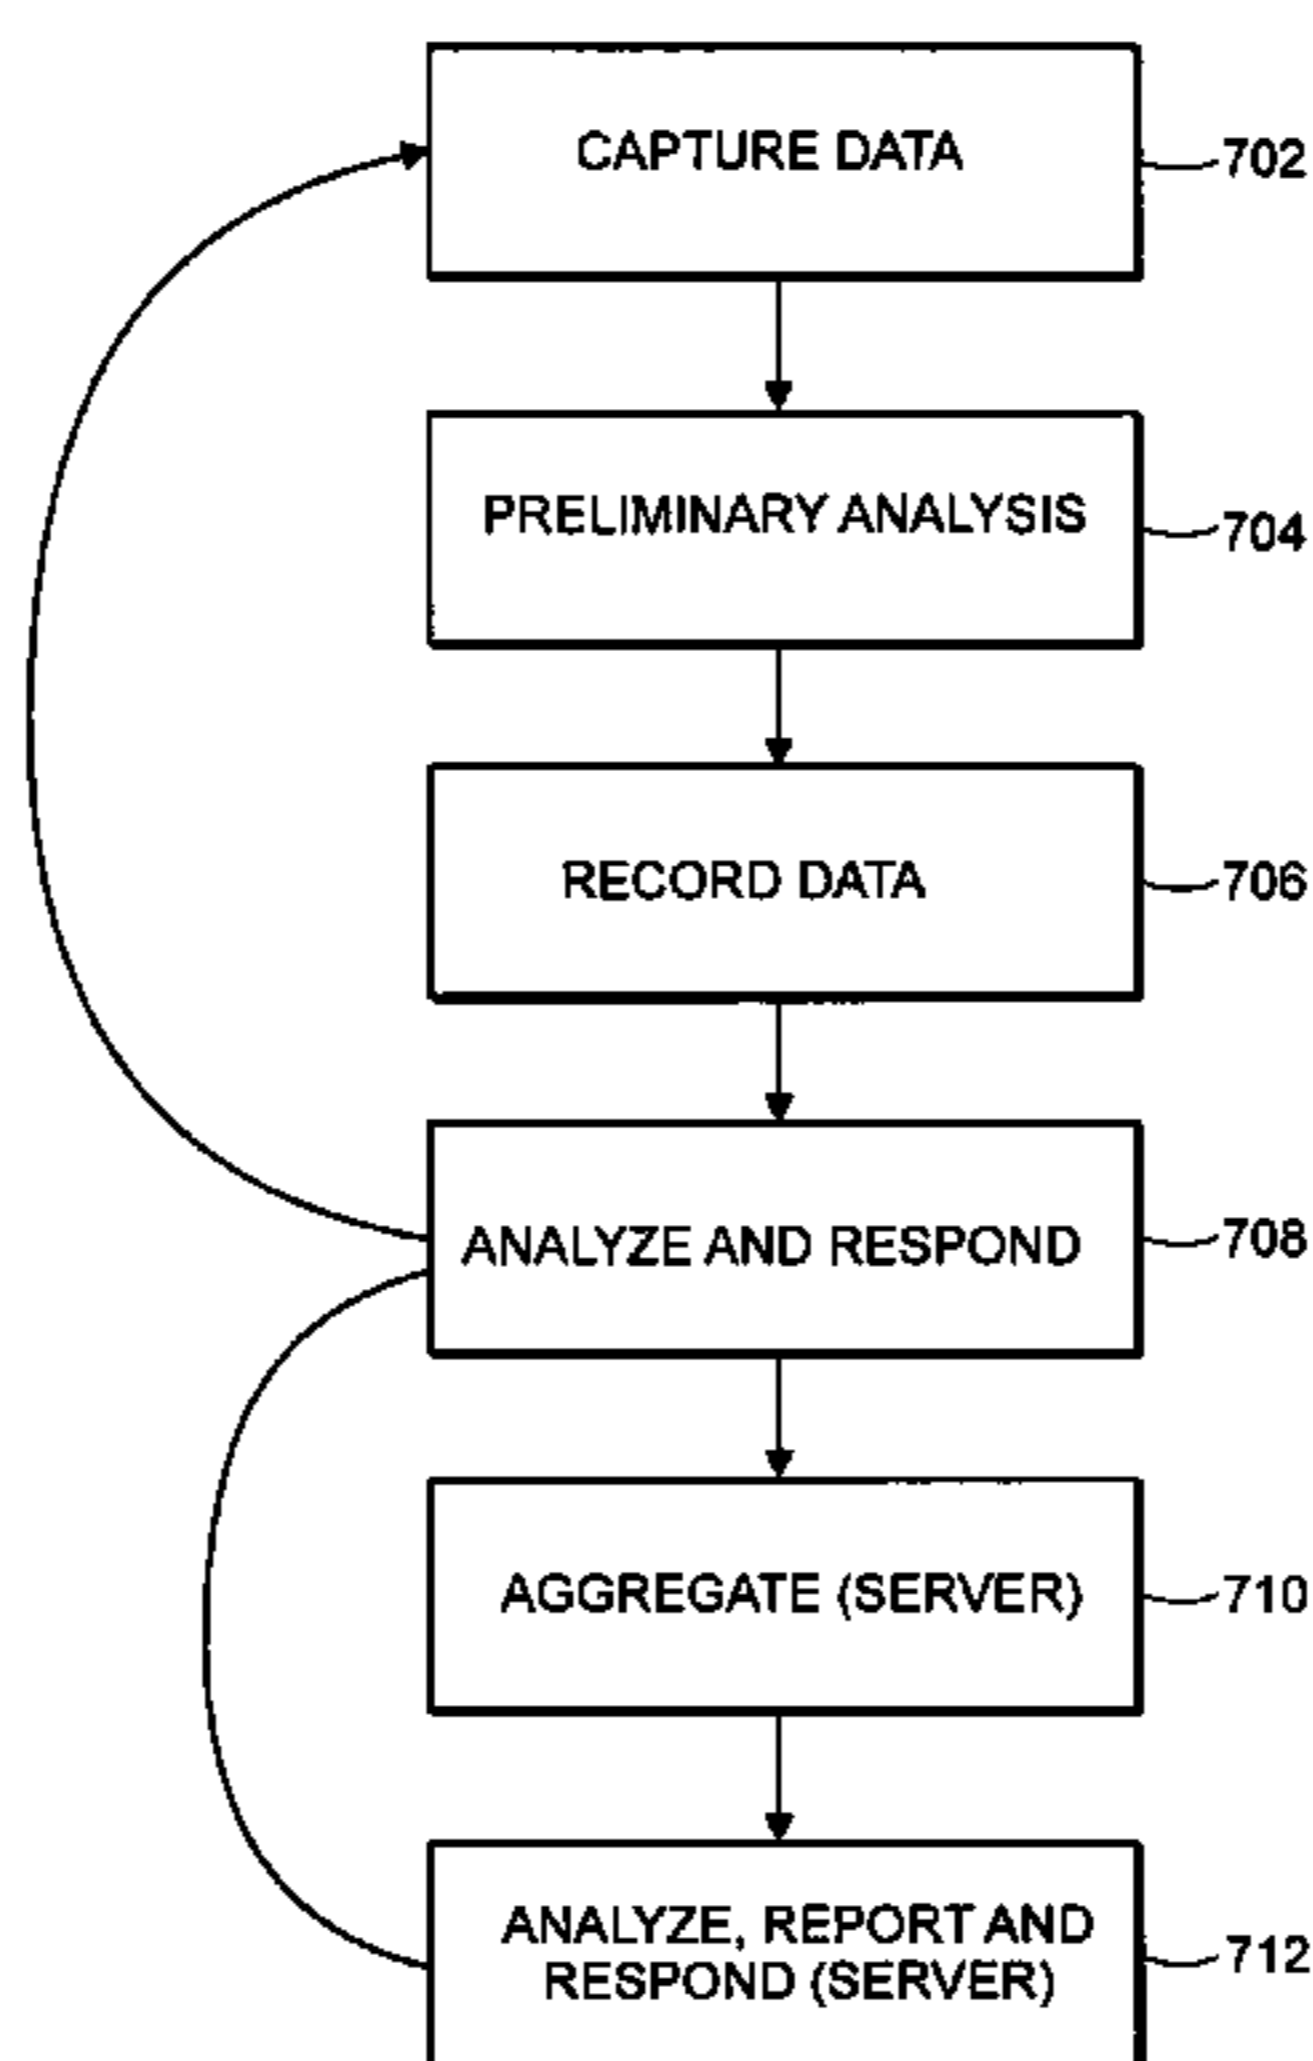 CAPTURE DATA
702
PRELIMINARY ANALYSIS
704
RECORD DATA
706
ANALYZE AND RESPOND
708
AGGREGATE (SERVER)
710
ANALYZE, REPORT AND
RESPOND (SERVER)
712